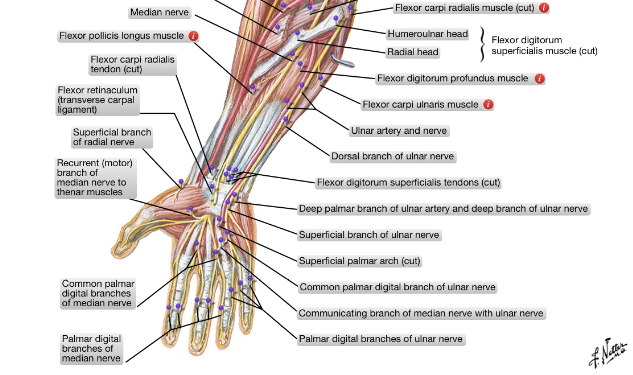 Median nerve
Flexor pollicis longus muscle i
Flexor carpi radialis
tendon (cut)
Flexor retinaculum
(transverse carpal
ligament)
Superficial branch
of radial nerve
Recurrent (motor)
branch of
median nerve to
thenar muscles
Common palmar
digital branches
of median nerve
Palmar digital
branches of
median nerve
Flexor carpi radialis muscle (cut) i
Humeroulnar head
Radial head
Flexor digitorum
superficialis muscle (cut)
Flexor digitorum profundus muscle i
Flexor carpi ulnaris muscle i
Ulnar artery and nerve
Dorsal branch of ulnar nerve
Flexor digitorum superficialis tendons (cut)
Deep palmar branch of ulnar artery and deep branch of ulnar nerve
Superficial branch of ulnar nerve
Superficial palmar arch (cut)
Common palmar digital branch of ulnar nerve
Communicating branch of median nerve with ulnar nerve
Palmar digital branches of ulnar nerve
F. Netter